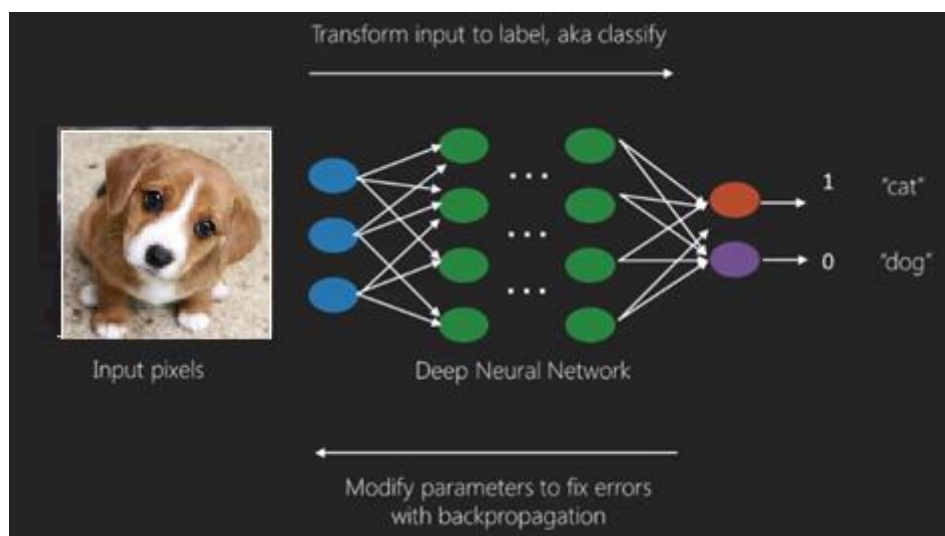 Transform input to label, aka classify
1 "cat"
0 "dog"
Input pixels
Deep Neural Network
Modify parameters to fix errors
with backpropagation